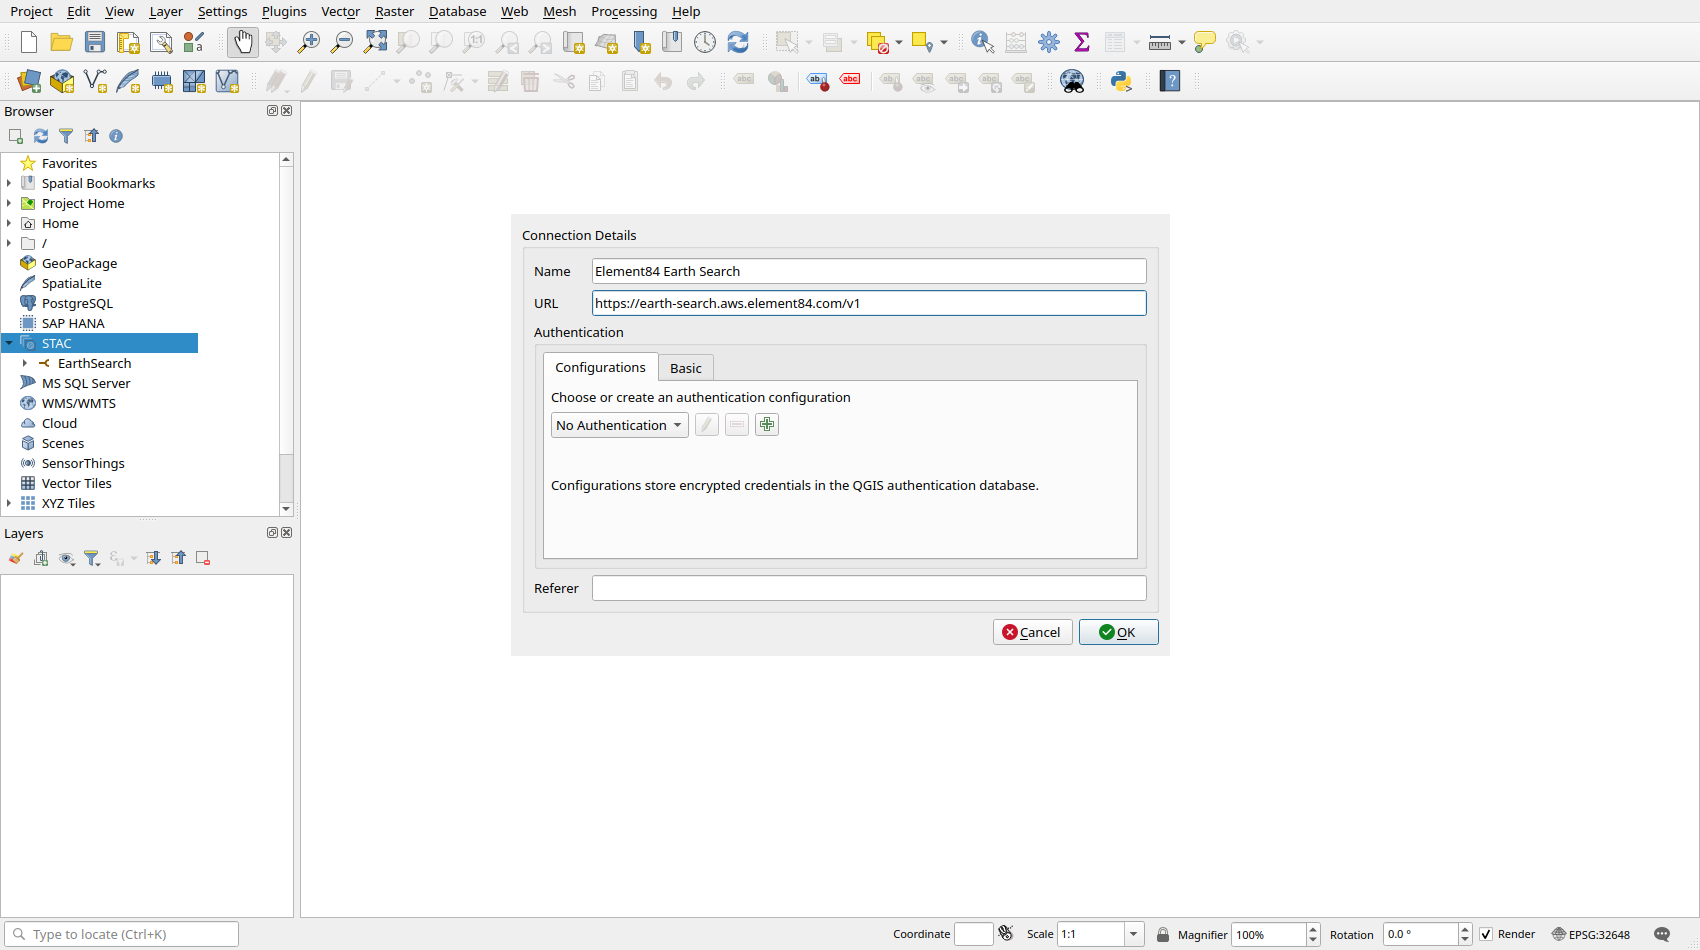 Project Edit View Layer Settings Plugins Vector Raster Database Web Mesh Processing Help
Browser
Favorites
Spatial Bookmarks
Project Home
Home
/
GeoPackage
SpatiaLite
PostgreSQL
SAP HANA
STAC
EarthSearch
MS SQL Server
WMS/WMTS
Cloud
Scenes
SensorThings
Vector Tiles
XYZ Tiles
Layers
Connection Details
Name Element84 Earth Search
URL https://earth-search.aws.element84.com/v1
Authentication
Configurations Basic
Choose or create an authentication configuration
No Authentication
Configurations store encrypted credentials in the QGIS authentication database.
Referer
Cancel OK
Type to locate (Ctrl+K) Coordinate Scale 1:1 Magnifier 100% Rotation 0.0 ° Render EPSG:32648